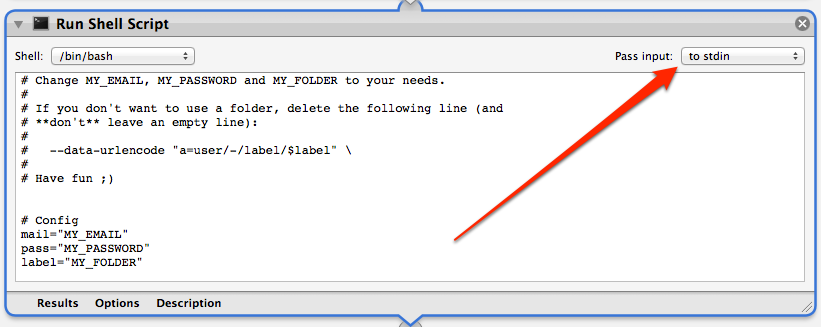 Run Shell Script
Shell: /bin/bash Pass input: to stdin
# Change MY_EMAIL, MY_PASSWORD and MY_FOLDER to your needs.
#
# If you don't want to use a folder, delete the following line (and
# **don't** leave an empty line):
#
#   --data-urlencode "a=user/-/label/$label" \
#
# Have fun ;)
# Config
mail="MY_EMAIL"
pass="MY_PASSWORD"
label="MY_FOLDER"
Results Options Description